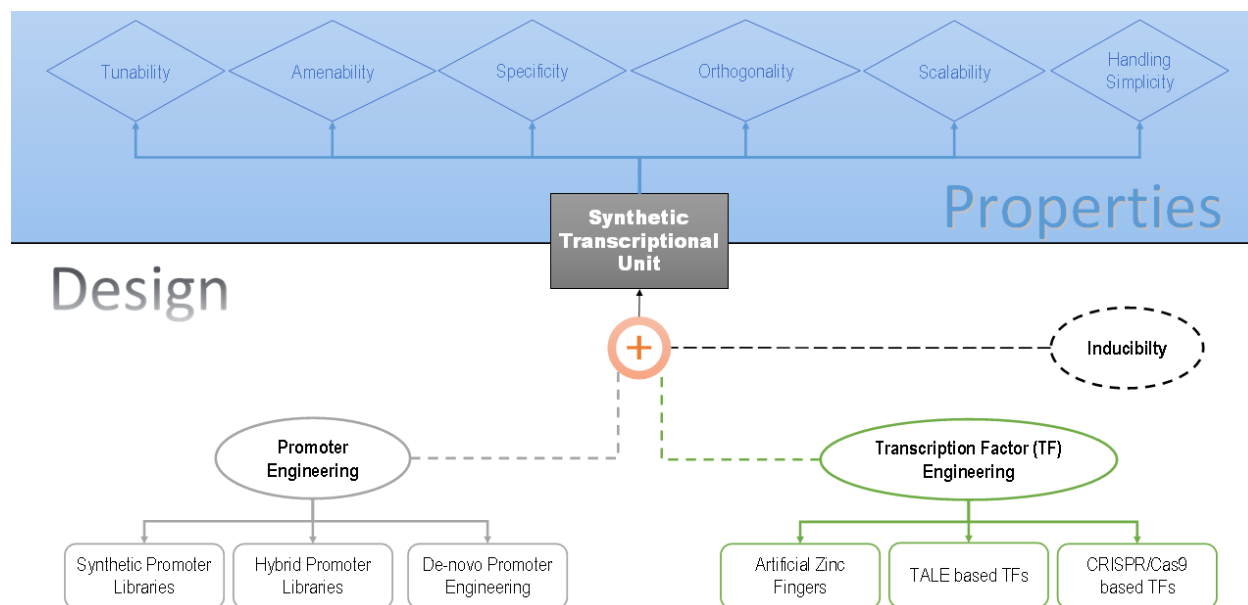 Tunability
Amenability
Specificity
Orthogonality
Scalability
Handling
Simplicity
Properties
Synthetic
Transcriptional
Unit
Design
+
Inducibilty
Promoter
Engineering
Transcription Factor (TF)
Engineering
Synthetic Promoter
Libraries
Hybrid Promoter
Libraries
De-novo Promoter
Engineering
Artificial Zinc
Fingers
TALE based TFs
CRISPR/Cas9
based TFs